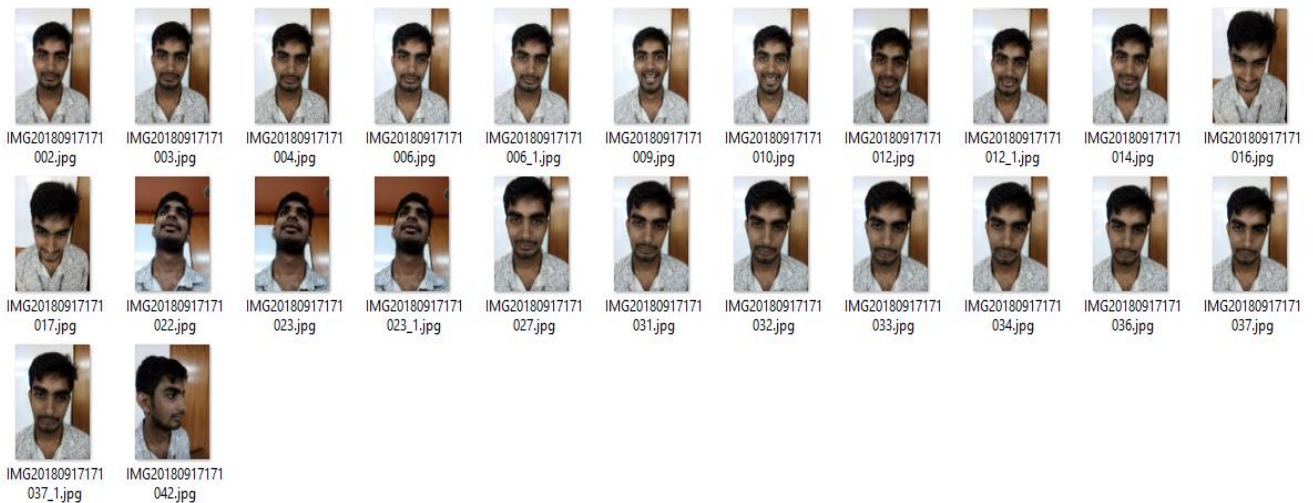 IMG20180917171
002.jpg
IMG20180917171
003.jpg
IMG20180917171
004.jpg
IMG20180917171
006.jpg
IMG20180917171
006_1.jpg
IMG20180917171
009.jpg
IMG20180917171
010.jpg
IMG20180917171
012.jpg
IMG20180917171
012_1.jpg
IMG20180917171
014.jpg
IMG20180917171
016.jpg
IMG20180917171
017.jpg
IMG20180917171
022.jpg
IMG20180917171
023.jpg
IMG20180917171
023_1.jpg
IMG20180917171
027.jpg
IMG20180917171
031.jpg
IMG20180917171
032.jpg
IMG20180917171
033.jpg
IMG20180917171
034.jpg
IMG20180917171
036.jpg
IMG20180917171
037.jpg
IMG20180917171
037_1.jpg
IMG20180917171
042.jpg